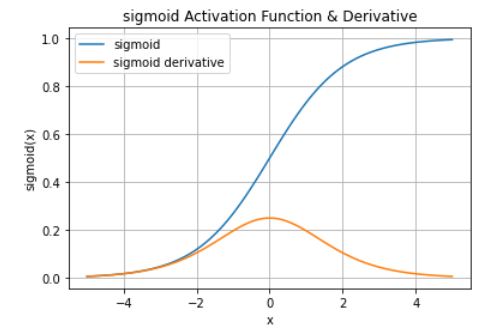 sigmoid Activation Function & Derivative
sigmoid
sigmoid derivative
1.0
0.8
0.6
0.4
0.2
0.0
sigmoid(x)
−4
−2
0
2
4
x